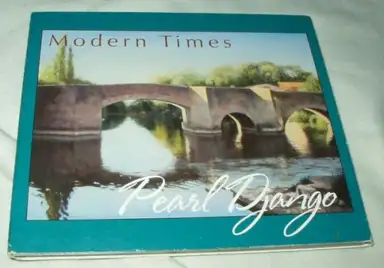 Modern Times
Pearl Django